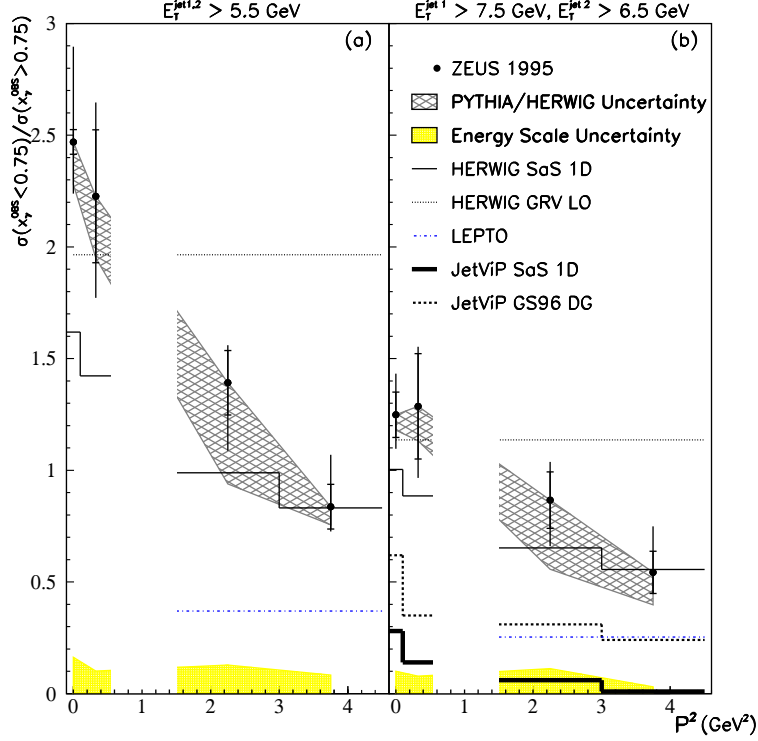 E_T^jet1,2 > 5.5 GeV
E_T^jet 1 > 7.5 GeV, E_T^jet 2 > 6.5 GeV
σ(x_γ^OBS<0.75)/σ(x_γ^OBS>0.75)
3
2.5
2
1.5
1
0.5
0
(a)
(b)
ZEUS 1995
PYTHIA/HERWIG Uncertainty
Energy Scale Uncertainty
HERWIG SaS 1D
HERWIG GRV LO
LEPTO
JetViP SaS 1D
JetViP GS96 DG
0 1 2 3 4 0 1 2 3 4
P² (GeV²)